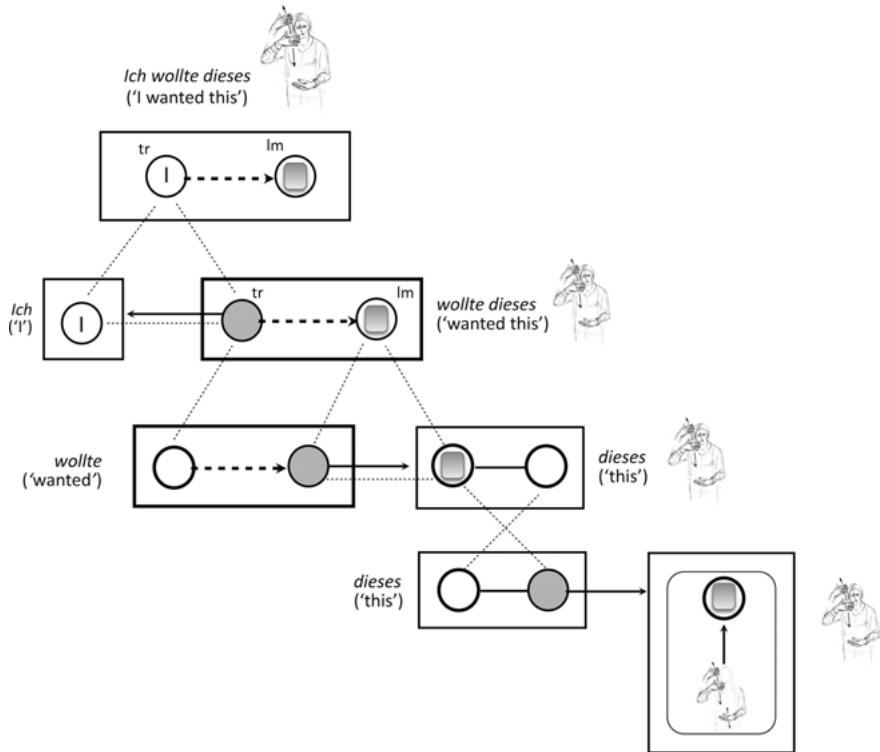 Ich wollte dieses
('I wanted this')
tr
lm
I
Ich
('I')
I
tr
lm
wollte dieses
('wanted this')
wollte
('wanted')
dieses
('this')
dieses
('this')